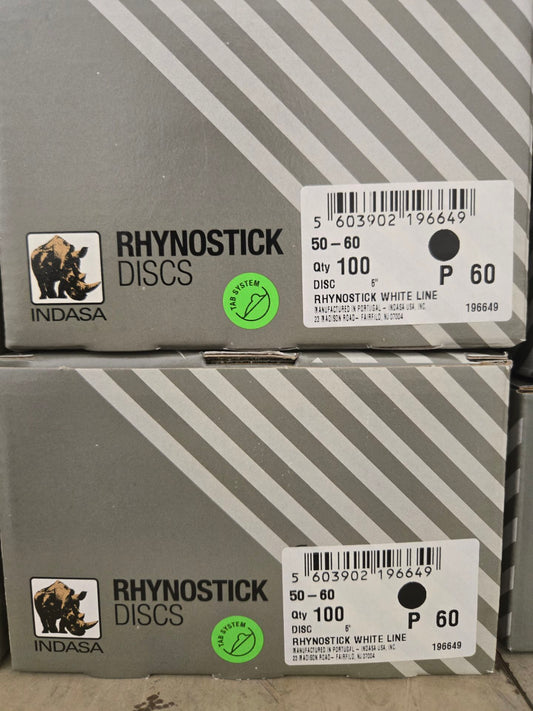 RHYNOSTICK
DISCS
INDASA
TAB SYSTEM
5 603902 196649
50-60
Qty 100
DISC 6"
P 60
RHYNOSTICK WHITE LINE
MANUFACTURED IN PORTUGAL - INDASA USA, INC.
23 MADISON ROAD- FAIRFILD, NJ 07004
196649
RHYNOSTICK
DISCS
INDASA
TAB SYSTEM
5 603902 196649
50-60
Qty 100
DISC 6"
P 60
RHYNOSTICK WHITE LINE
MANUFACTURED IN PORTUGAL - INDASA USA, INC.
23 MADISON ROAD- FAIRFILD, NJ 07004
196649